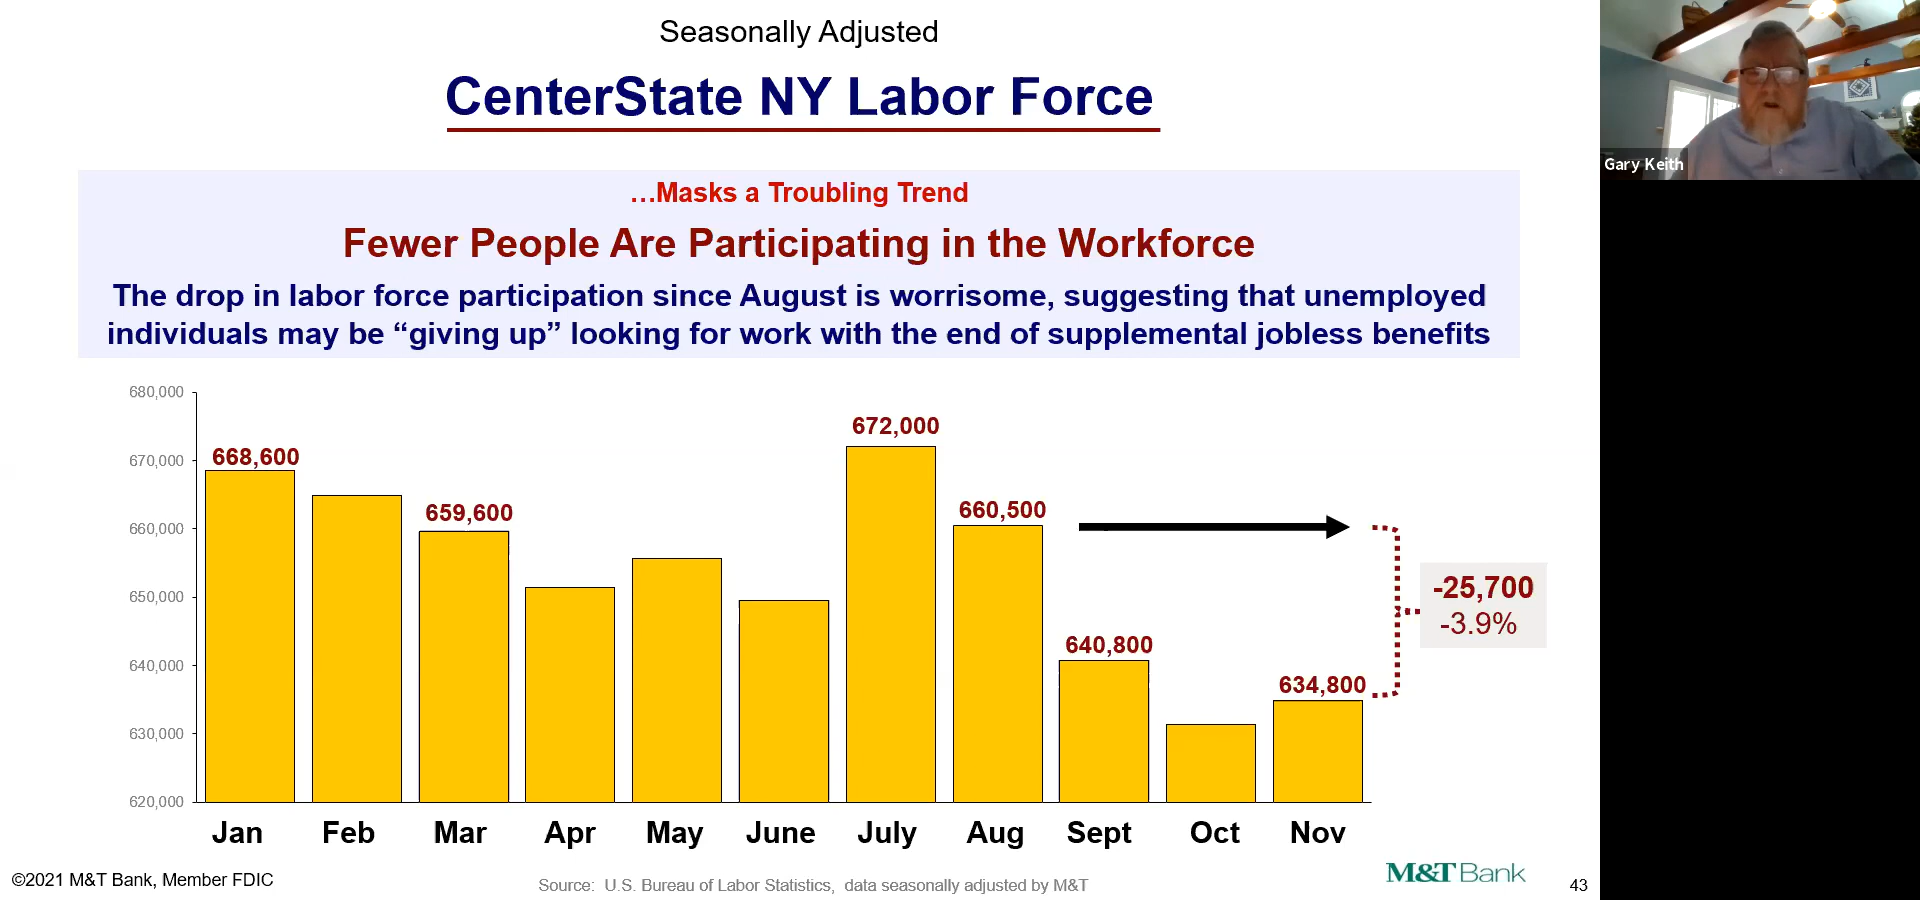 Seasonally Adjusted
CenterState NY Labor Force
…Masks a Troubling Trend
Fewer People Are Participating in the Workforce
The drop in labor force participation since August is worrisome, suggesting that unemployed
individuals may be “giving up” looking for work with the end of supplemental jobless benefits
680,000
670,000
660,000
650,000
640,000
630,000
620,000
668,600
659,600
672,000
660,500
640,800
634,800
-25,700
-3.9%
Jan Feb Mar Apr May June July Aug Sept Oct Nov
©2021 M&T Bank, Member FDIC
Source: U.S. Bureau of Labor Statistics, data seasonally adjusted by M&T
M&T Bank
43
Gary Keith